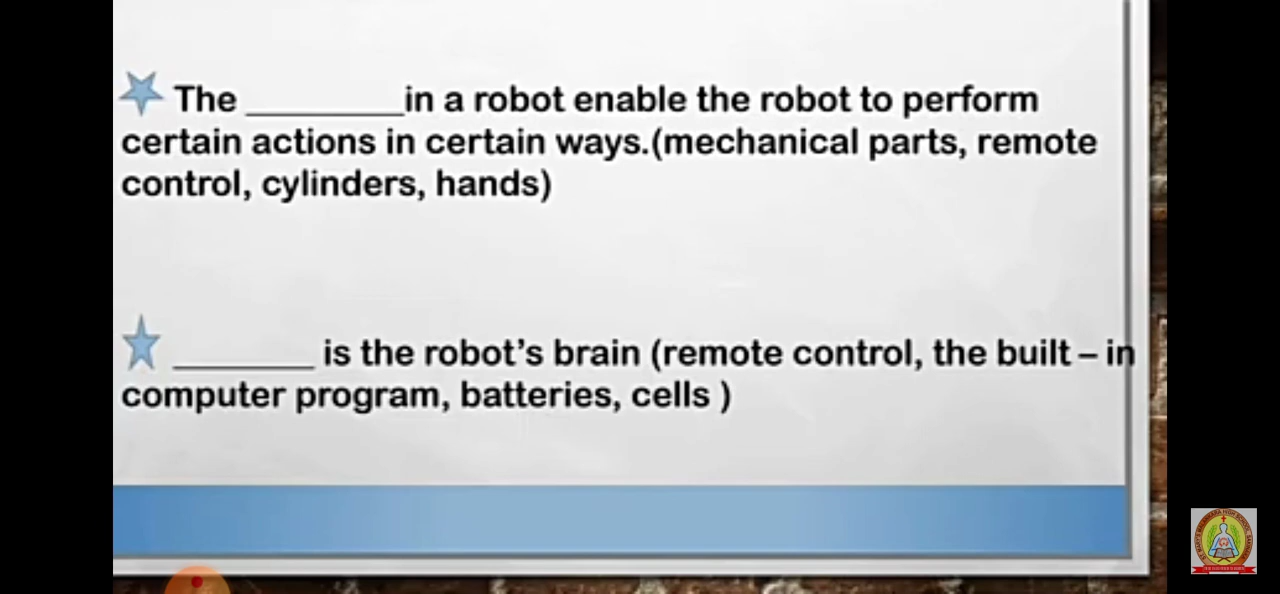 The _________in a robot enable the robot to perform
certain actions in certain ways.(mechanical parts, remote
control, cylinders, hands)
________ is the robot's brain (remote control, the built – in
computer program, batteries, cells )